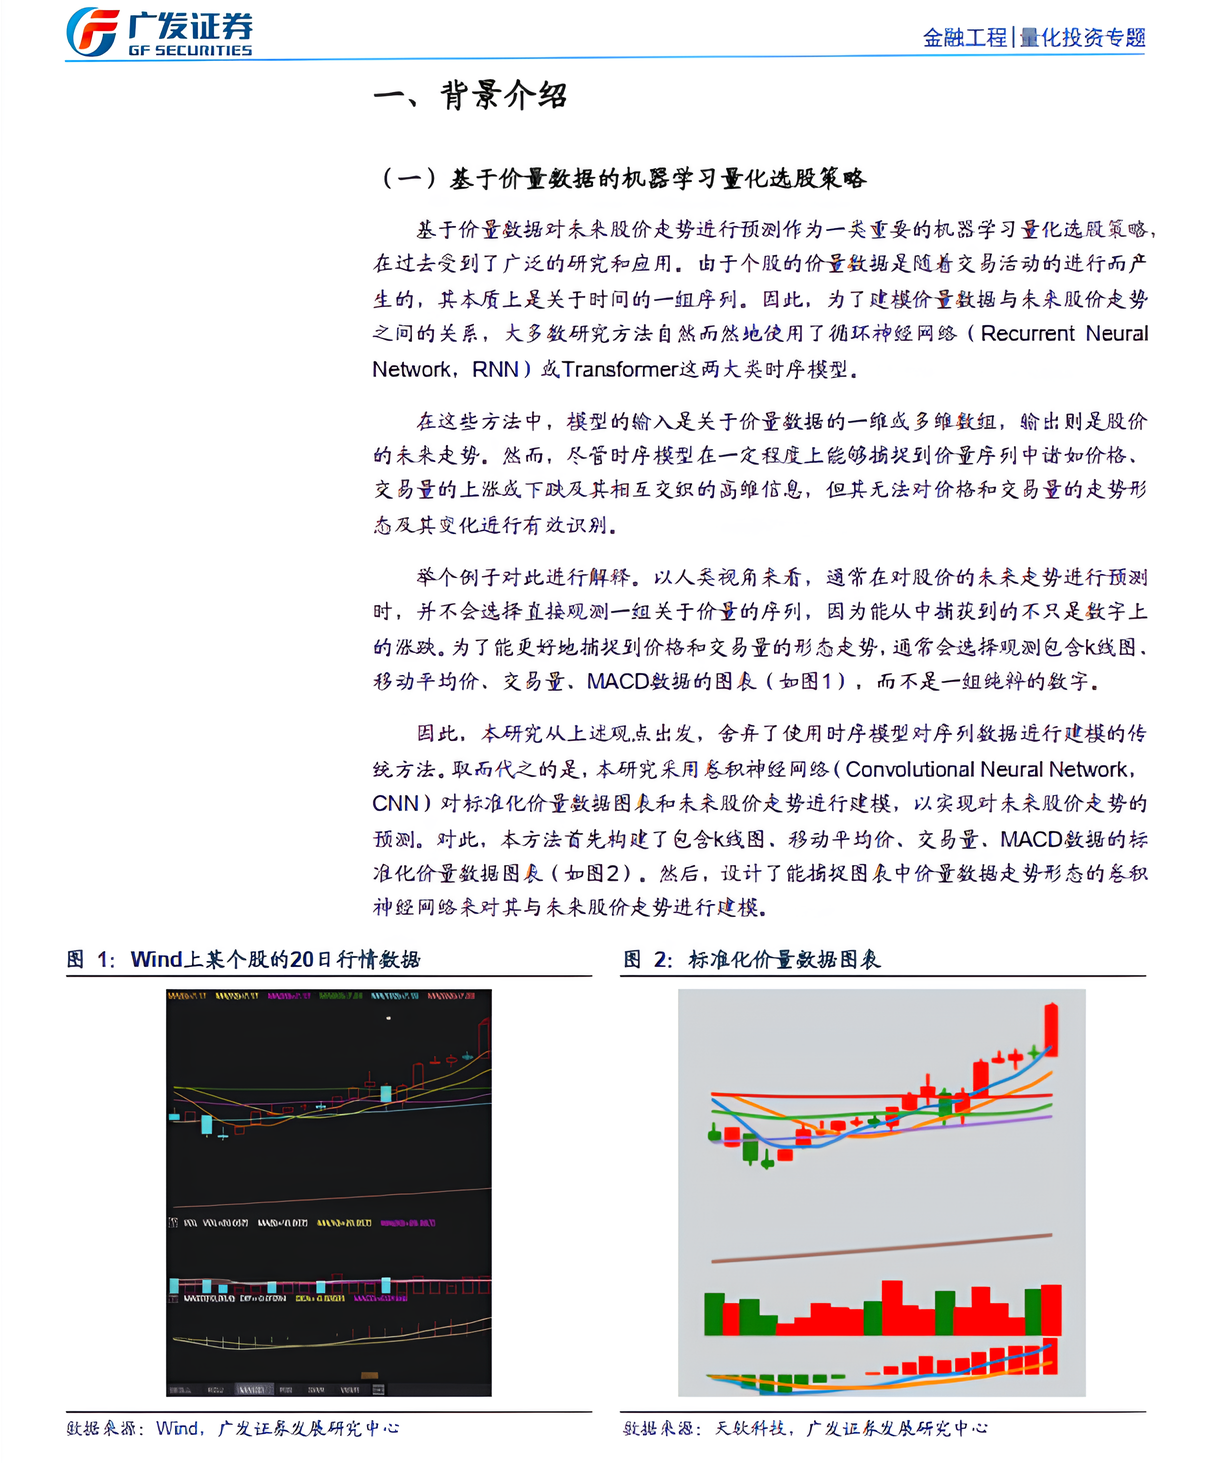 广发证券
GF SECURITIES
金融工程|量化投资专题
一、背景介绍
（一）基于价量数据的机器学习量化选股策略
基于价量数据对未来股价走势进行预测作为一类重要的机器学习量化选股策略，
在过去受到了广泛的研究和应用。由于个股的价量数据是随着交易活动的进行而产
生的，其本质上是关于时间的一组序列。因此，为了建模价量数据与未来股价走势
之间的关系，大多数研究方法自然而然地使用了循环神经网络（Recurrent Neural
Network，RNN）或Transformer这两大类时序模型。
在这些方法中，模型的输入是关于价量数据的一维或多维数组，输出则是股价
的未来走势。然而，尽管时序模型在一定程度上能够捕捉到价量序列中诸如价格、
交易量的上涨或下跌及其相互交织的高维信息，但其无法对价格和交易量的走势形
态及其变化进行有效识别。
举个例子对此进行解释。以人类视角来看，通常在对股价的未来走势进行预测
时，并不会选择直接观测一组关于价量的序列，因为能从中捕获到的不只是数字上
的涨跌。为了能更好地捕捉到价格和交易量的形态走势，通常会选择观测包含k线图、
移动平均价、交易量、MACD数据的图表（如图1），而不是一组纯粹的数字。
因此，本研究从上述观点出发，舍弃了使用时序模型对序列数据进行建模的传
统方法。取而代之的是，本研究采用卷积神经网络（Convolutional Neural Network，
CNN）对标准化价量数据图表和未来股价走势进行建模，以实现对未来股价走势的
预测。对此，本方法首先构建了包含k线图、移动平均价、交易量、MACD数据的标
准化价量数据图表（如图2）。然后，设计了能捕捉图表中价量数据走势形态的卷积
神经网络来对其与未来股价走势进行建模。
图 1：Wind上某个股的20日行情数据
图 2：标准化价量数据图表
数据来源：Wind，广发证券发展研究中心
数据来源：天软科技，广发证券发展研究中心